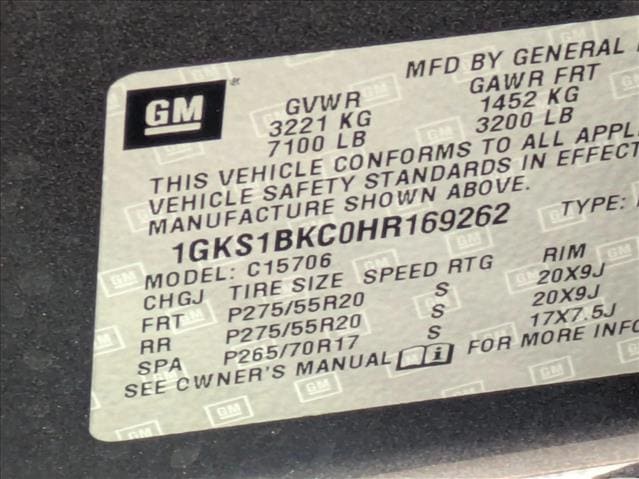 MFD BY GENERAL
GM
GVWR GAWR FRT
3221 KG 1452 KG
7100 LB 3200 LB
THIS VEHICLE CONFORMS TO ALL APPL
VEHICLE SAFETY STANDARDS IN EFFECT
MANUFACTURE SHOWN ABOVE.
1GKS1BKC0HR169262 TYPE:
MODEL: C15706
CHGJ TIRE SIZE SPEED RTG RIM
FRT P275/55R20 S 20X9J
RR P275/55R20 S 20X9J
SPA P265/70R17 S 17X7.5J
SEE OWNER'S MANUAL FOR MORE INFO